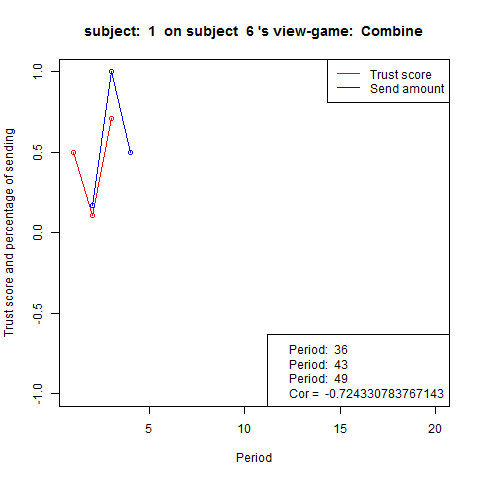 subject:  1  on subject  6 's view-game:  Combine
Trust score
Send amount
Trust score and percentage of sending
1.0
0.5
0.0
-0.5
-1.0
Period:  36
Period:  43
Period:  49
Cor =  -0.724330783767143
5
10
15
20
Period